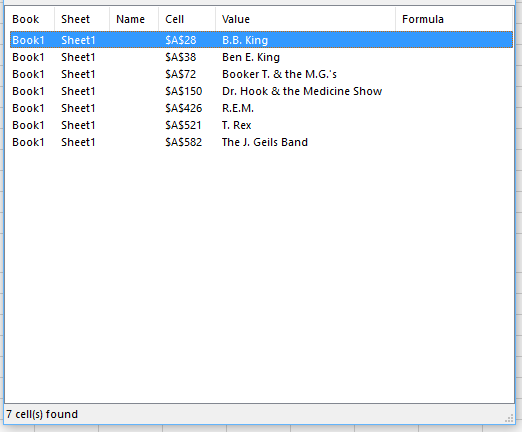 Book Sheet Name Cell Value Formula
Book1 Sheet1 $A$28 B.B. King
Book1 Sheet1 $A$38 Ben E. King
Book1 Sheet1 $A$72 Booker T. & the M.G.'s
Book1 Sheet1 $A$150 Dr. Hook & the Medicine Show
Book1 Sheet1 $A$426 R.E.M.
Book1 Sheet1 $A$521 T. Rex
Book1 Sheet1 $A$582 The J. Geils Band
7 cell(s) found